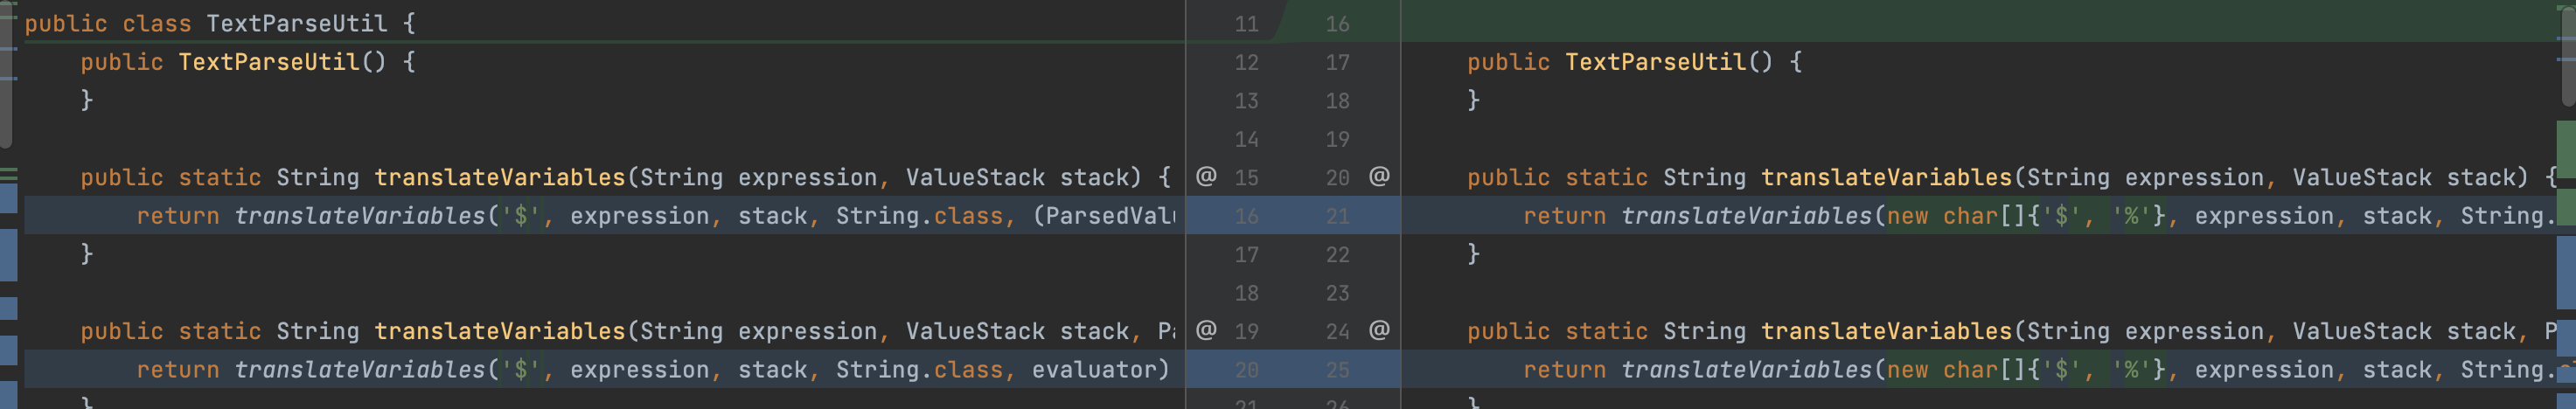 public class TextParseUtil {
    public TextParseUtil() {
    }

    public static String translateVariables(String expression, ValueStack stack) {
        return translateVariables('$', expression, stack, String.class, (ParsedValu
    }

    public static String translateVariables(String expression, ValueStack stack, Pa
        return translateVariables('$', expression, stack, String.class, evaluator)
    }
11 16
12 17
13 18
14 19
@ 15 20 @
16 21
17 22
18 23
@ 19 24 @
20 25
21 26
    public TextParseUtil() {
    }

    public static String translateVariables(String expression, ValueStack stack) {
        return translateVariables(new char[]{'$', '%'}, expression, stack, String.
    }

    public static String translateVariables(String expression, ValueStack stack, P
        return translateVariables(new char[]{'$', '%'}, expression, stack, String.
    }